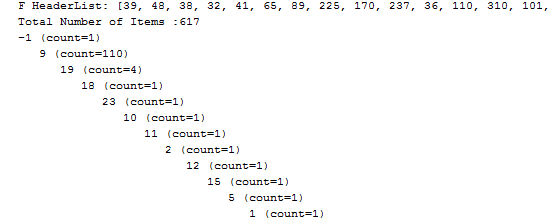 F HeaderList: [39, 48, 38, 32, 41, 65, 89, 225, 170, 237, 36, 110, 310, 101,
Total Number of Items :617
-1 (count=1)
9 (count=110)
19 (count=4)
18 (count=1)
23 (count=1)
10 (count=1)
11 (count=1)
2 (count=1)
12 (count=1)
15 (count=1)
5 (count=1)
1 (count=1)